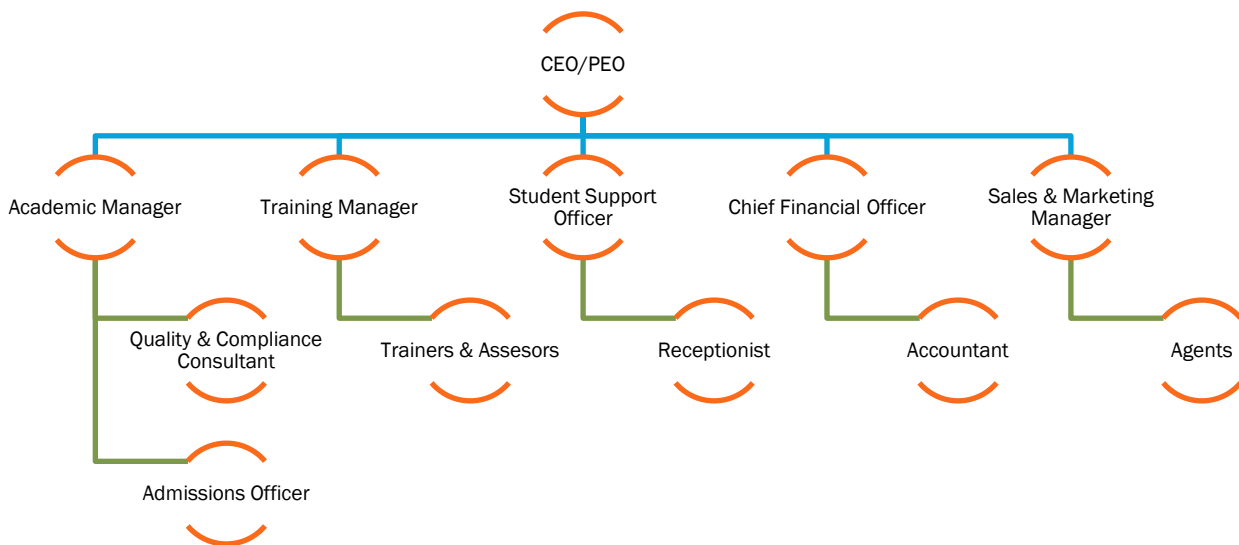 CEO/PEO
Academic Manager
Training Manager
Student Support
Officer
Chief Financial Officer
Sales & Marketing
Manager
Quality & Compliance
Consultant
Trainers & Assesors
Receptionist
Accountant
Agents
Admissions Officer